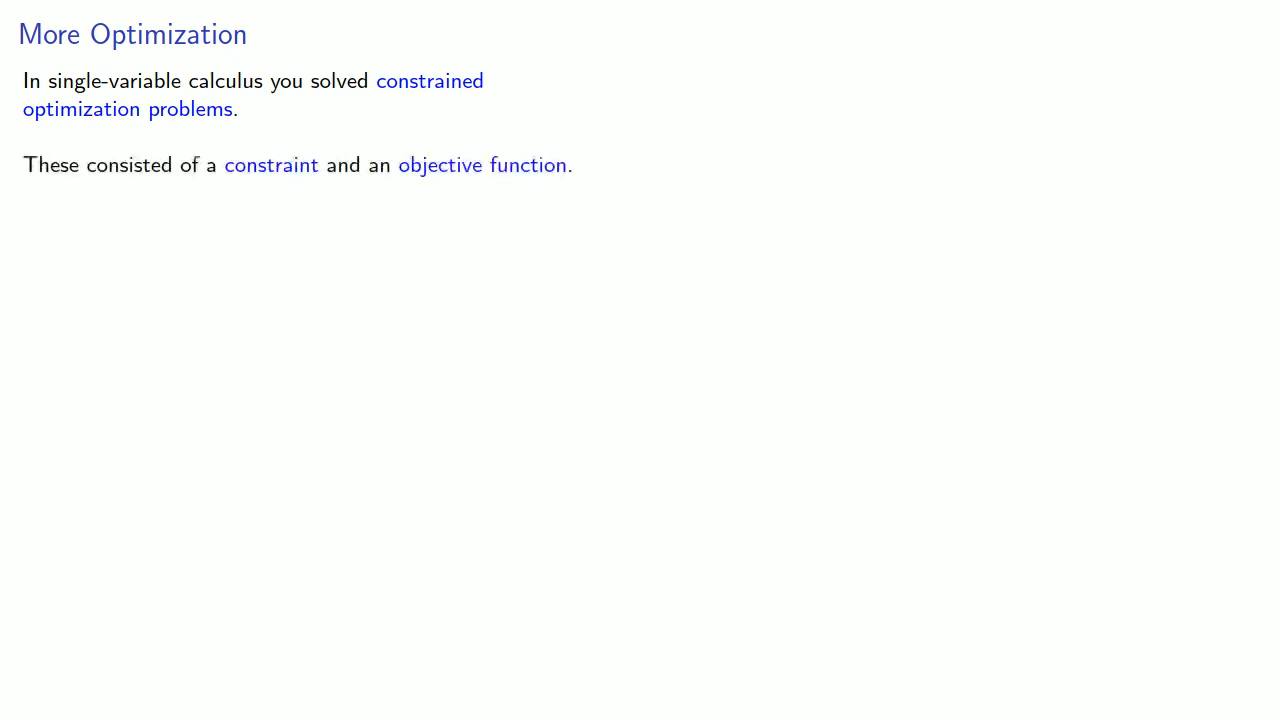 More Optimization
In single-variable calculus you solved constrained
optimization problems.
These consisted of a constraint and an objective function.